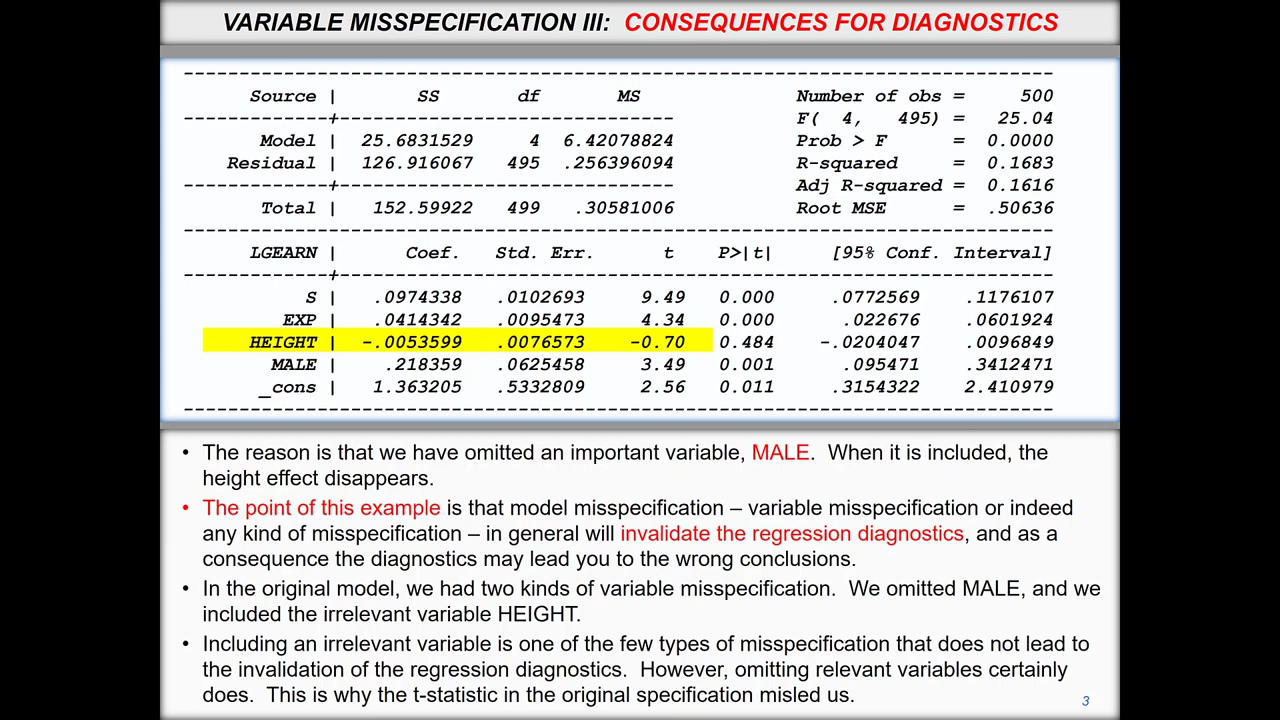 VARIABLE MISSPECIFICATION III: CONSEQUENCES FOR DIAGNOSTICS
------------------------------------------------------------------------------
Source | SS df MS Number of obs = 500
-------------+------------------------------ F( 4, 495) = 25.04
Model | 25.6831529 4 6.42078824 Prob > F = 0.0000
Residual | 126.916067 495 .256396094 R-squared = 0.1683
-------------+------------------------------ Adj R-squared = 0.1616
Total | 152.59922 499 .30581006 Root MSE = .50636
------------------------------------------------------------------------------
LGEARN | Coef. Std. Err. t P>|t| [95% Conf. Interval]
-------------+----------------------------------------------------------------
S | .0974338 .0102693 9.49 0.000 .0772569 .1176107
EXP | .0414342 .0095473 4.34 0.000 .022676 .0601924
HEIGHT | -.0053599 .0076573 -0.70 0.484 -.0204047 .0096849
MALE | .218359 .0625458 3.49 0.001 .095471 .3412471
_cons | 1.363205 .5332809 2.56 0.011 .3154322 2.410979
------------------------------------------------------------------------------
• The reason is that we have omitted an important variable, MALE. When it is included, the
height effect disappears.
• The point of this example is that model misspecification – variable misspecification or indeed
any kind of misspecification – in general will invalidate the regression diagnostics, and as a
consequence the diagnostics may lead you to the wrong conclusions.
• In the original model, we had two kinds of variable misspecification. We omitted MALE, and we
included the irrelevant variable HEIGHT.
• Including an irrelevant variable is one of the few types of misspecification that does not lead to
the invalidation of the regression diagnostics. However, omitting relevant variables certainly
does. This is why the t-statistic in the original specification misled us.
3